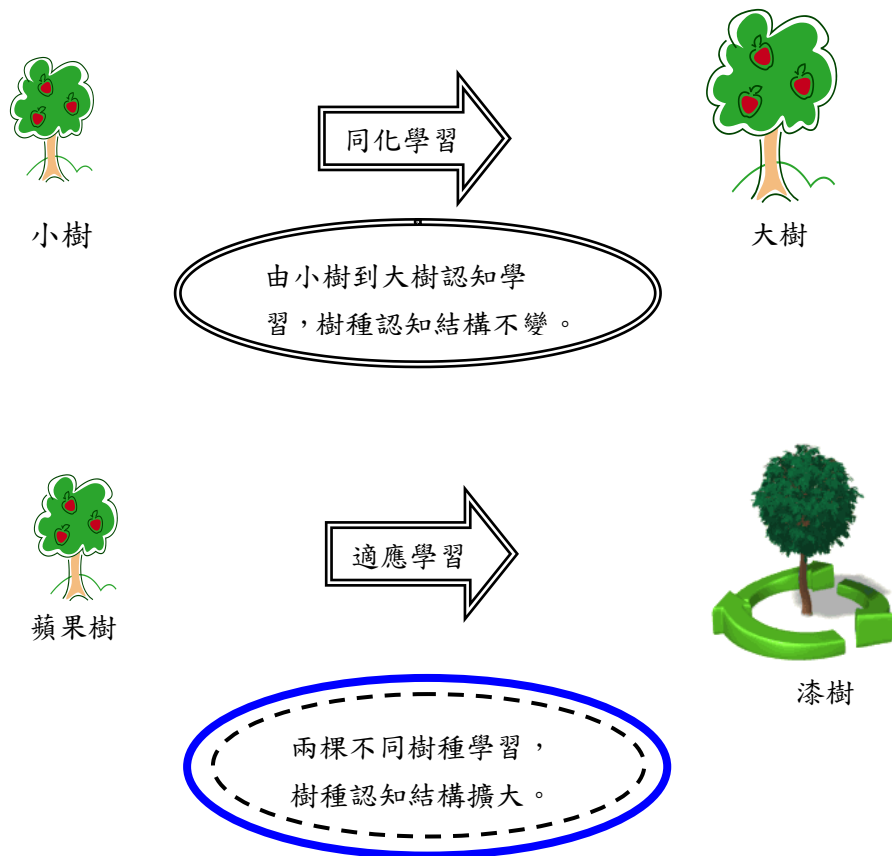 同化學習
小樹
大樹
由小樹到大樹認知學
習，樹種認知結構不變。
適應學習
蘋果樹
漆樹
兩棵不同樹種學習，
樹種認知結構擴大。